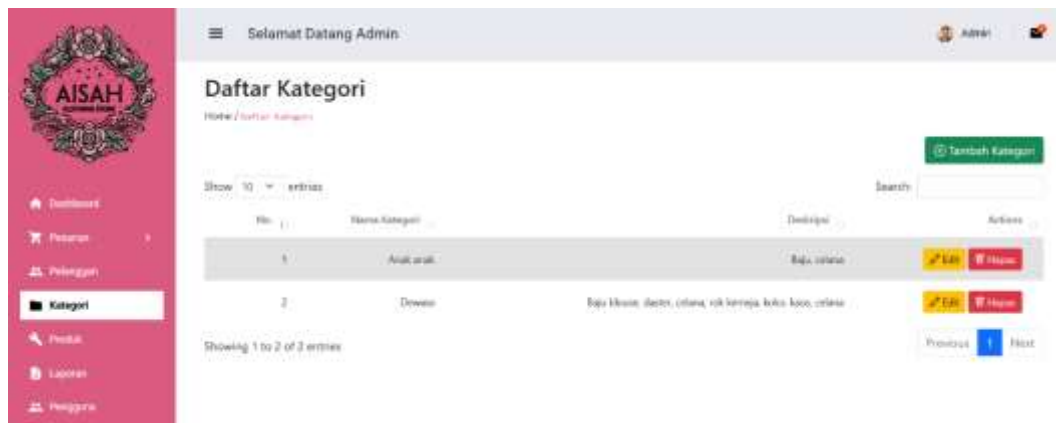 AISAH
Selamat Datang Admin
Admin
Daftar Kategori
Home / Daftar Kategori
Tambah Kategori
Show 10 entries
Search:
No. Nama Kategori Deskripsi Actions
1 Anak anak Baju, celana Edit Hapus
2 Dewasa Baju blouse, daster, celana, rok kemeja, kaos, celana Edit Hapus
Showing 1 to 2 of 2 entries
Previous 1 Next
Dashboard
Pesanan
Pelanggan
Kategori
Produk
Laporan
Pengguna